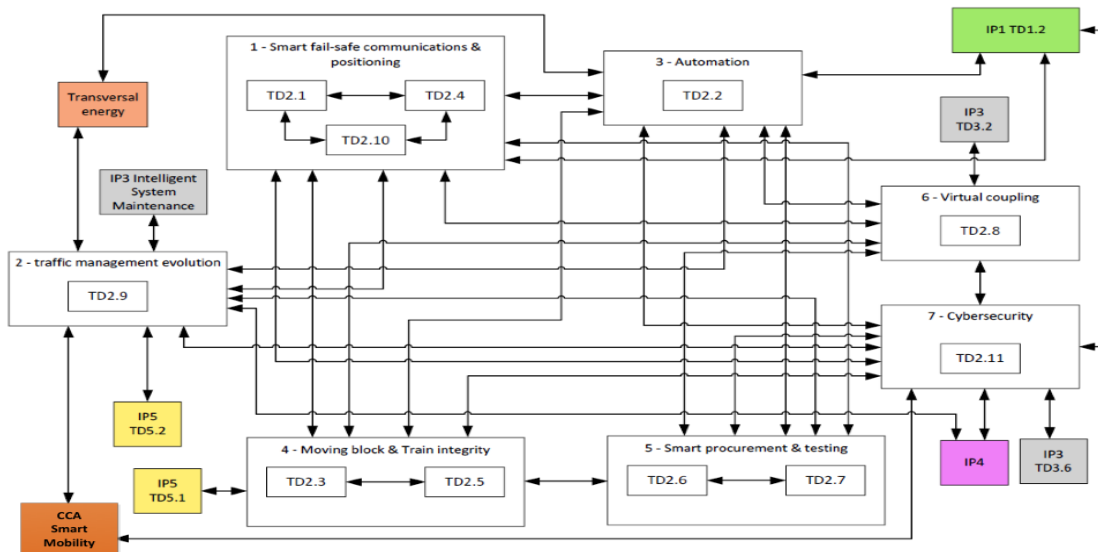 IP1 TD1.2
1 - Smart fail-safe communications &
positioning
TD2.1
TD2.4
TD2.10
3 - Automation
TD2.2
Transversal
energy
IP3
TD3.2
IP3 Intelligent
System
Maintenance
6 - Virtual coupling
TD2.8
2 - traffic management evolution
TD2.9
7 - Cybersecurity
TD2.11
IP5
TD5.2
4 - Moving block & Train integrity
TD2.3
TD2.5
5 - Smart procurement & testing
TD2.6
TD2.7
IP4
IP3
TD3.6
IP5
TD5.1
CCA
Smart
Mobility